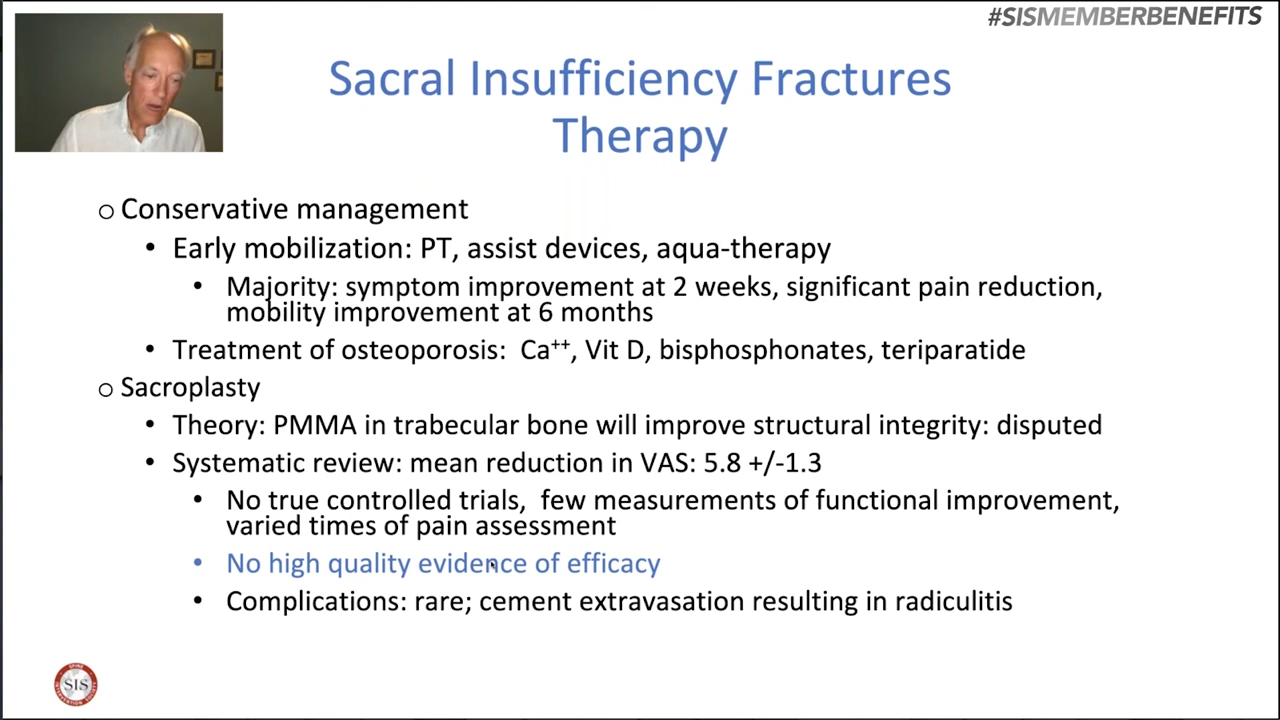 #SISMEMBERBENEFITS
Sacral Insufficiency Fractures
Therapy
o Conservative management
• Early mobilization: PT, assist devices, aqua-therapy
• Majority: symptom improvement at 2 weeks, significant pain reduction,
mobility improvement at 6 months
• Treatment of osteoporosis: Ca⁺⁺, Vit D, bisphosphonates, teriparatide
o Sacroplasty
• Theory: PMMA in trabecular bone will improve structural integrity: disputed
• Systematic review: mean reduction in VAS: 5.8 +/-1.3
• No true controlled trials, few measurements of functional improvement,
varied times of pain assessment
• No high quality evidence of efficacy
• Complications: rare; cement extravasation resulting in radiculitis
SPINE
SIS
INTERVENTION SOCIETY